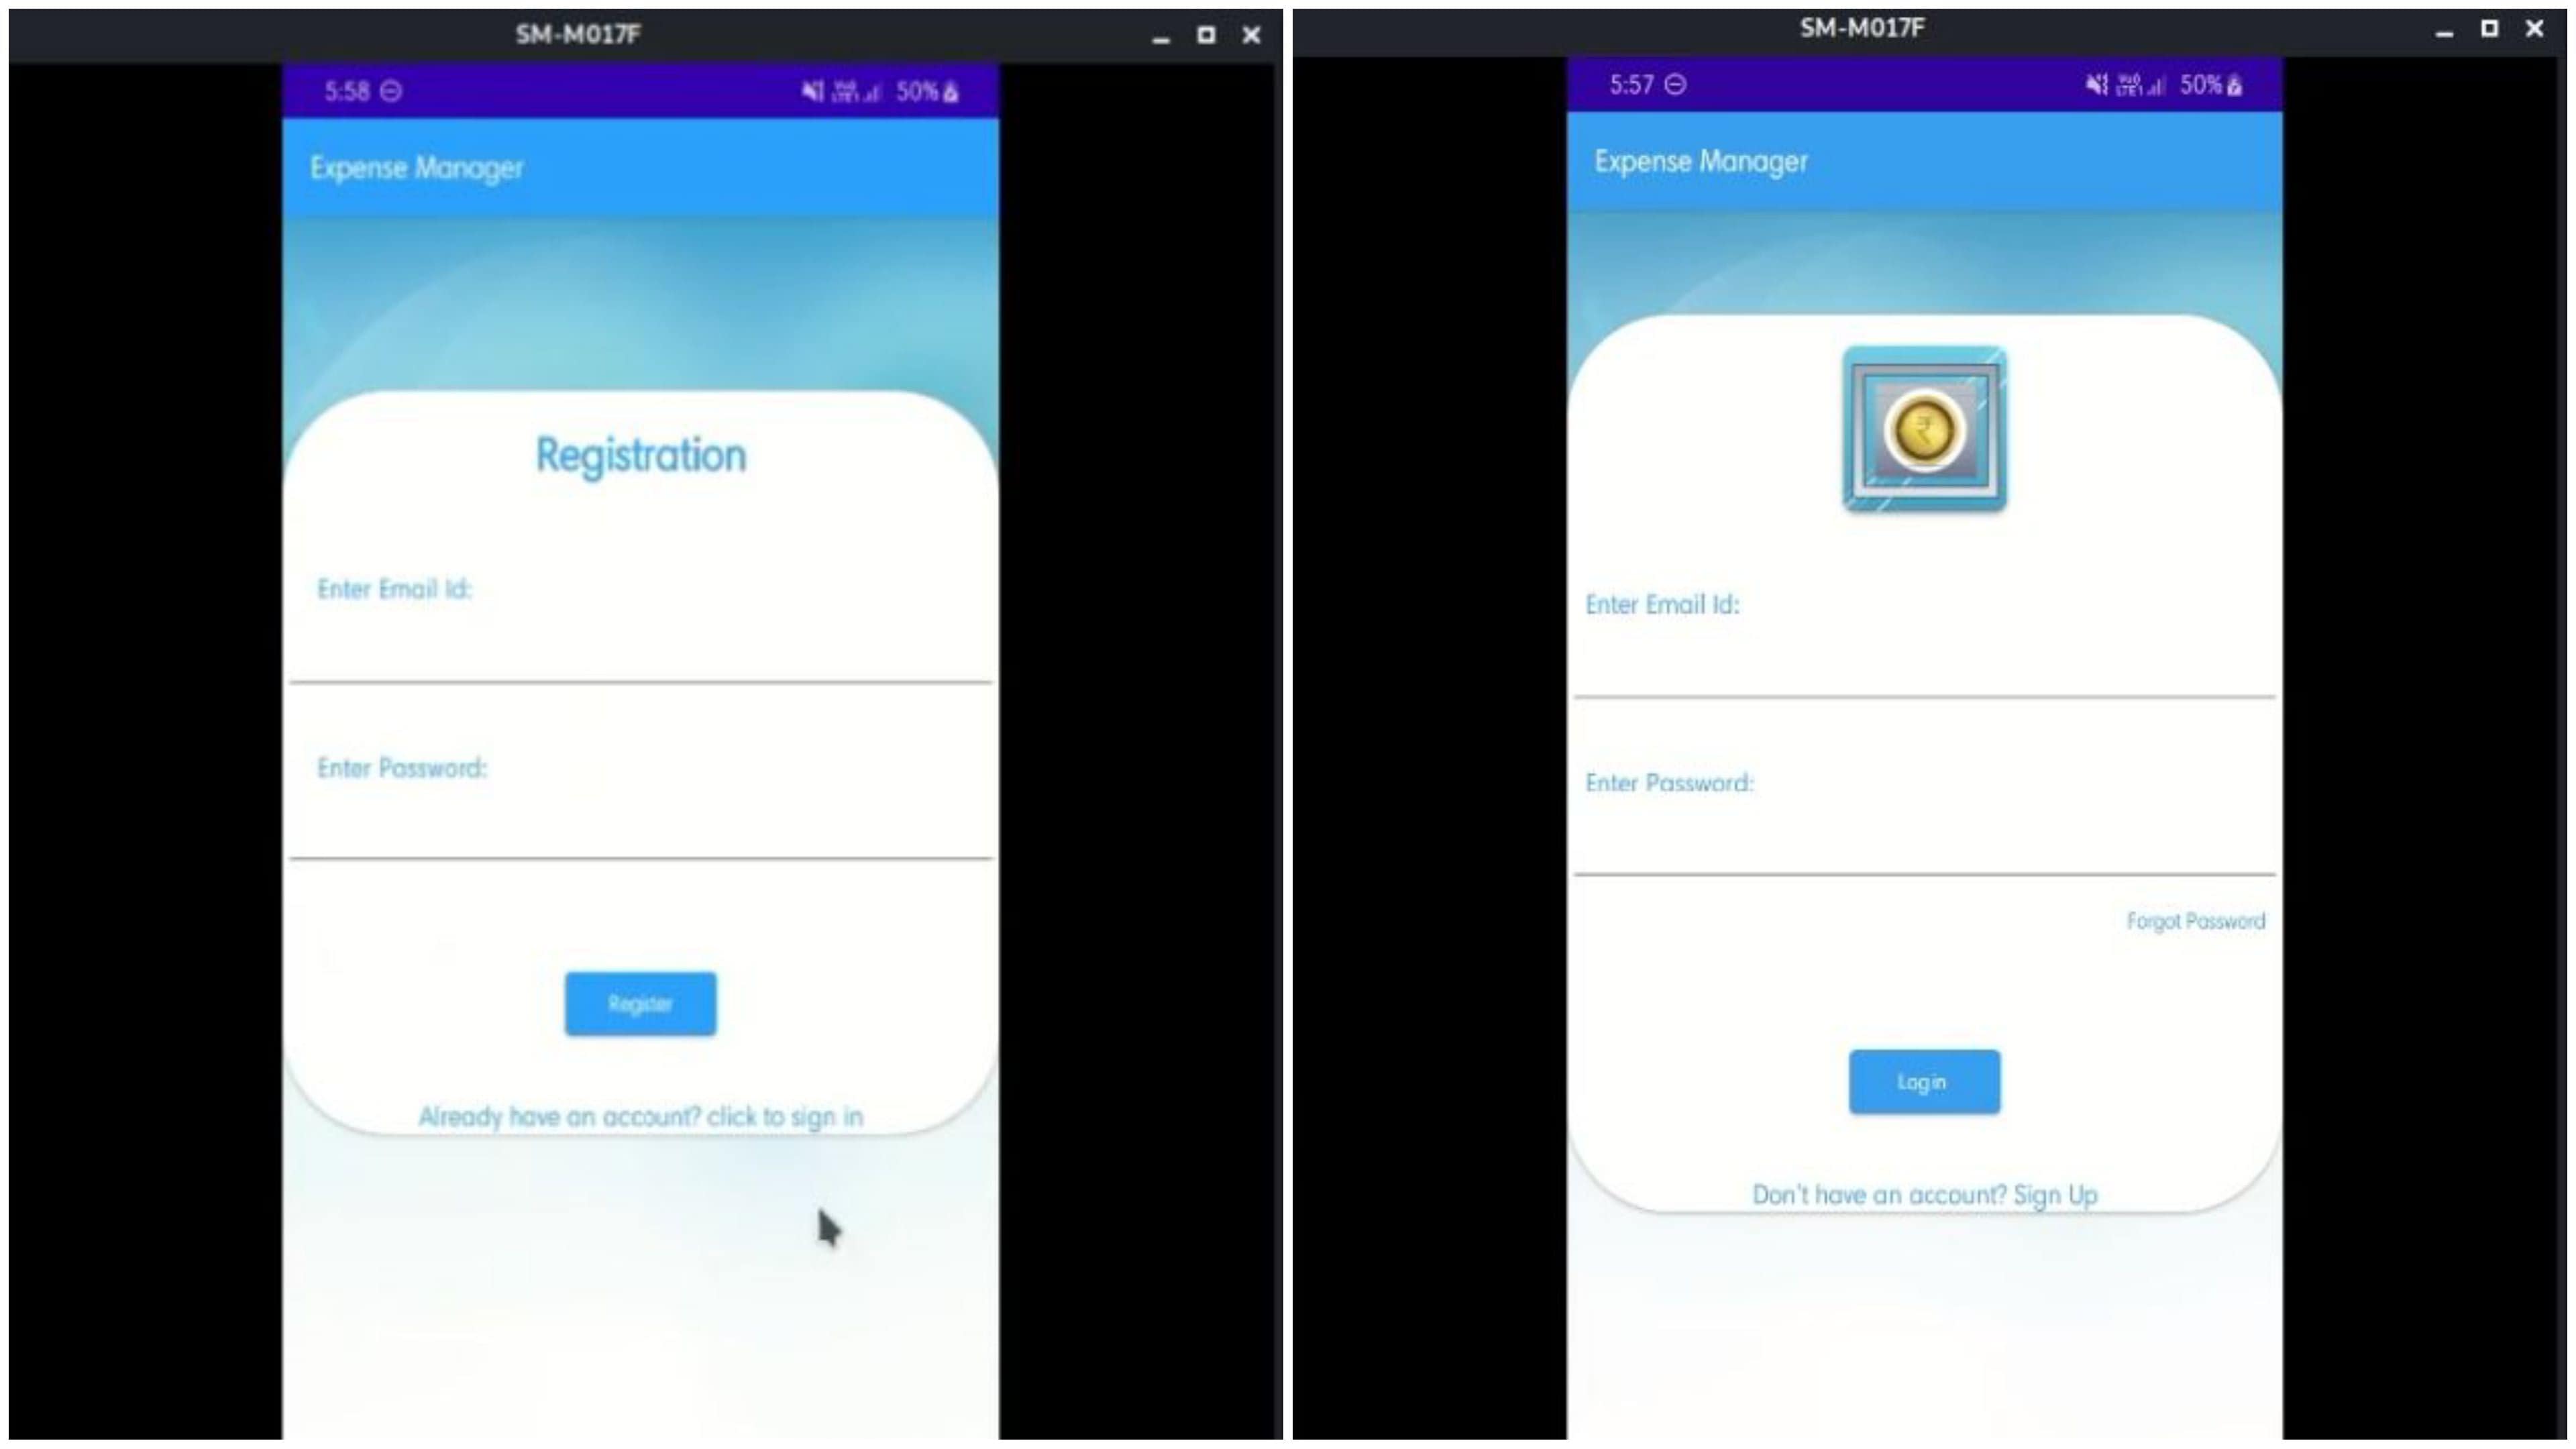 SM-M017F
5:58
50%
Expense Manager
Registration
Enter Email Id:
Enter Password:
Register
Already have an account? click to sign in
SM-M017F
5:57
50%
Expense Manager
₹
Enter Email Id:
Enter Password:
Forgot Password
Login
Don't have an account? Sign Up